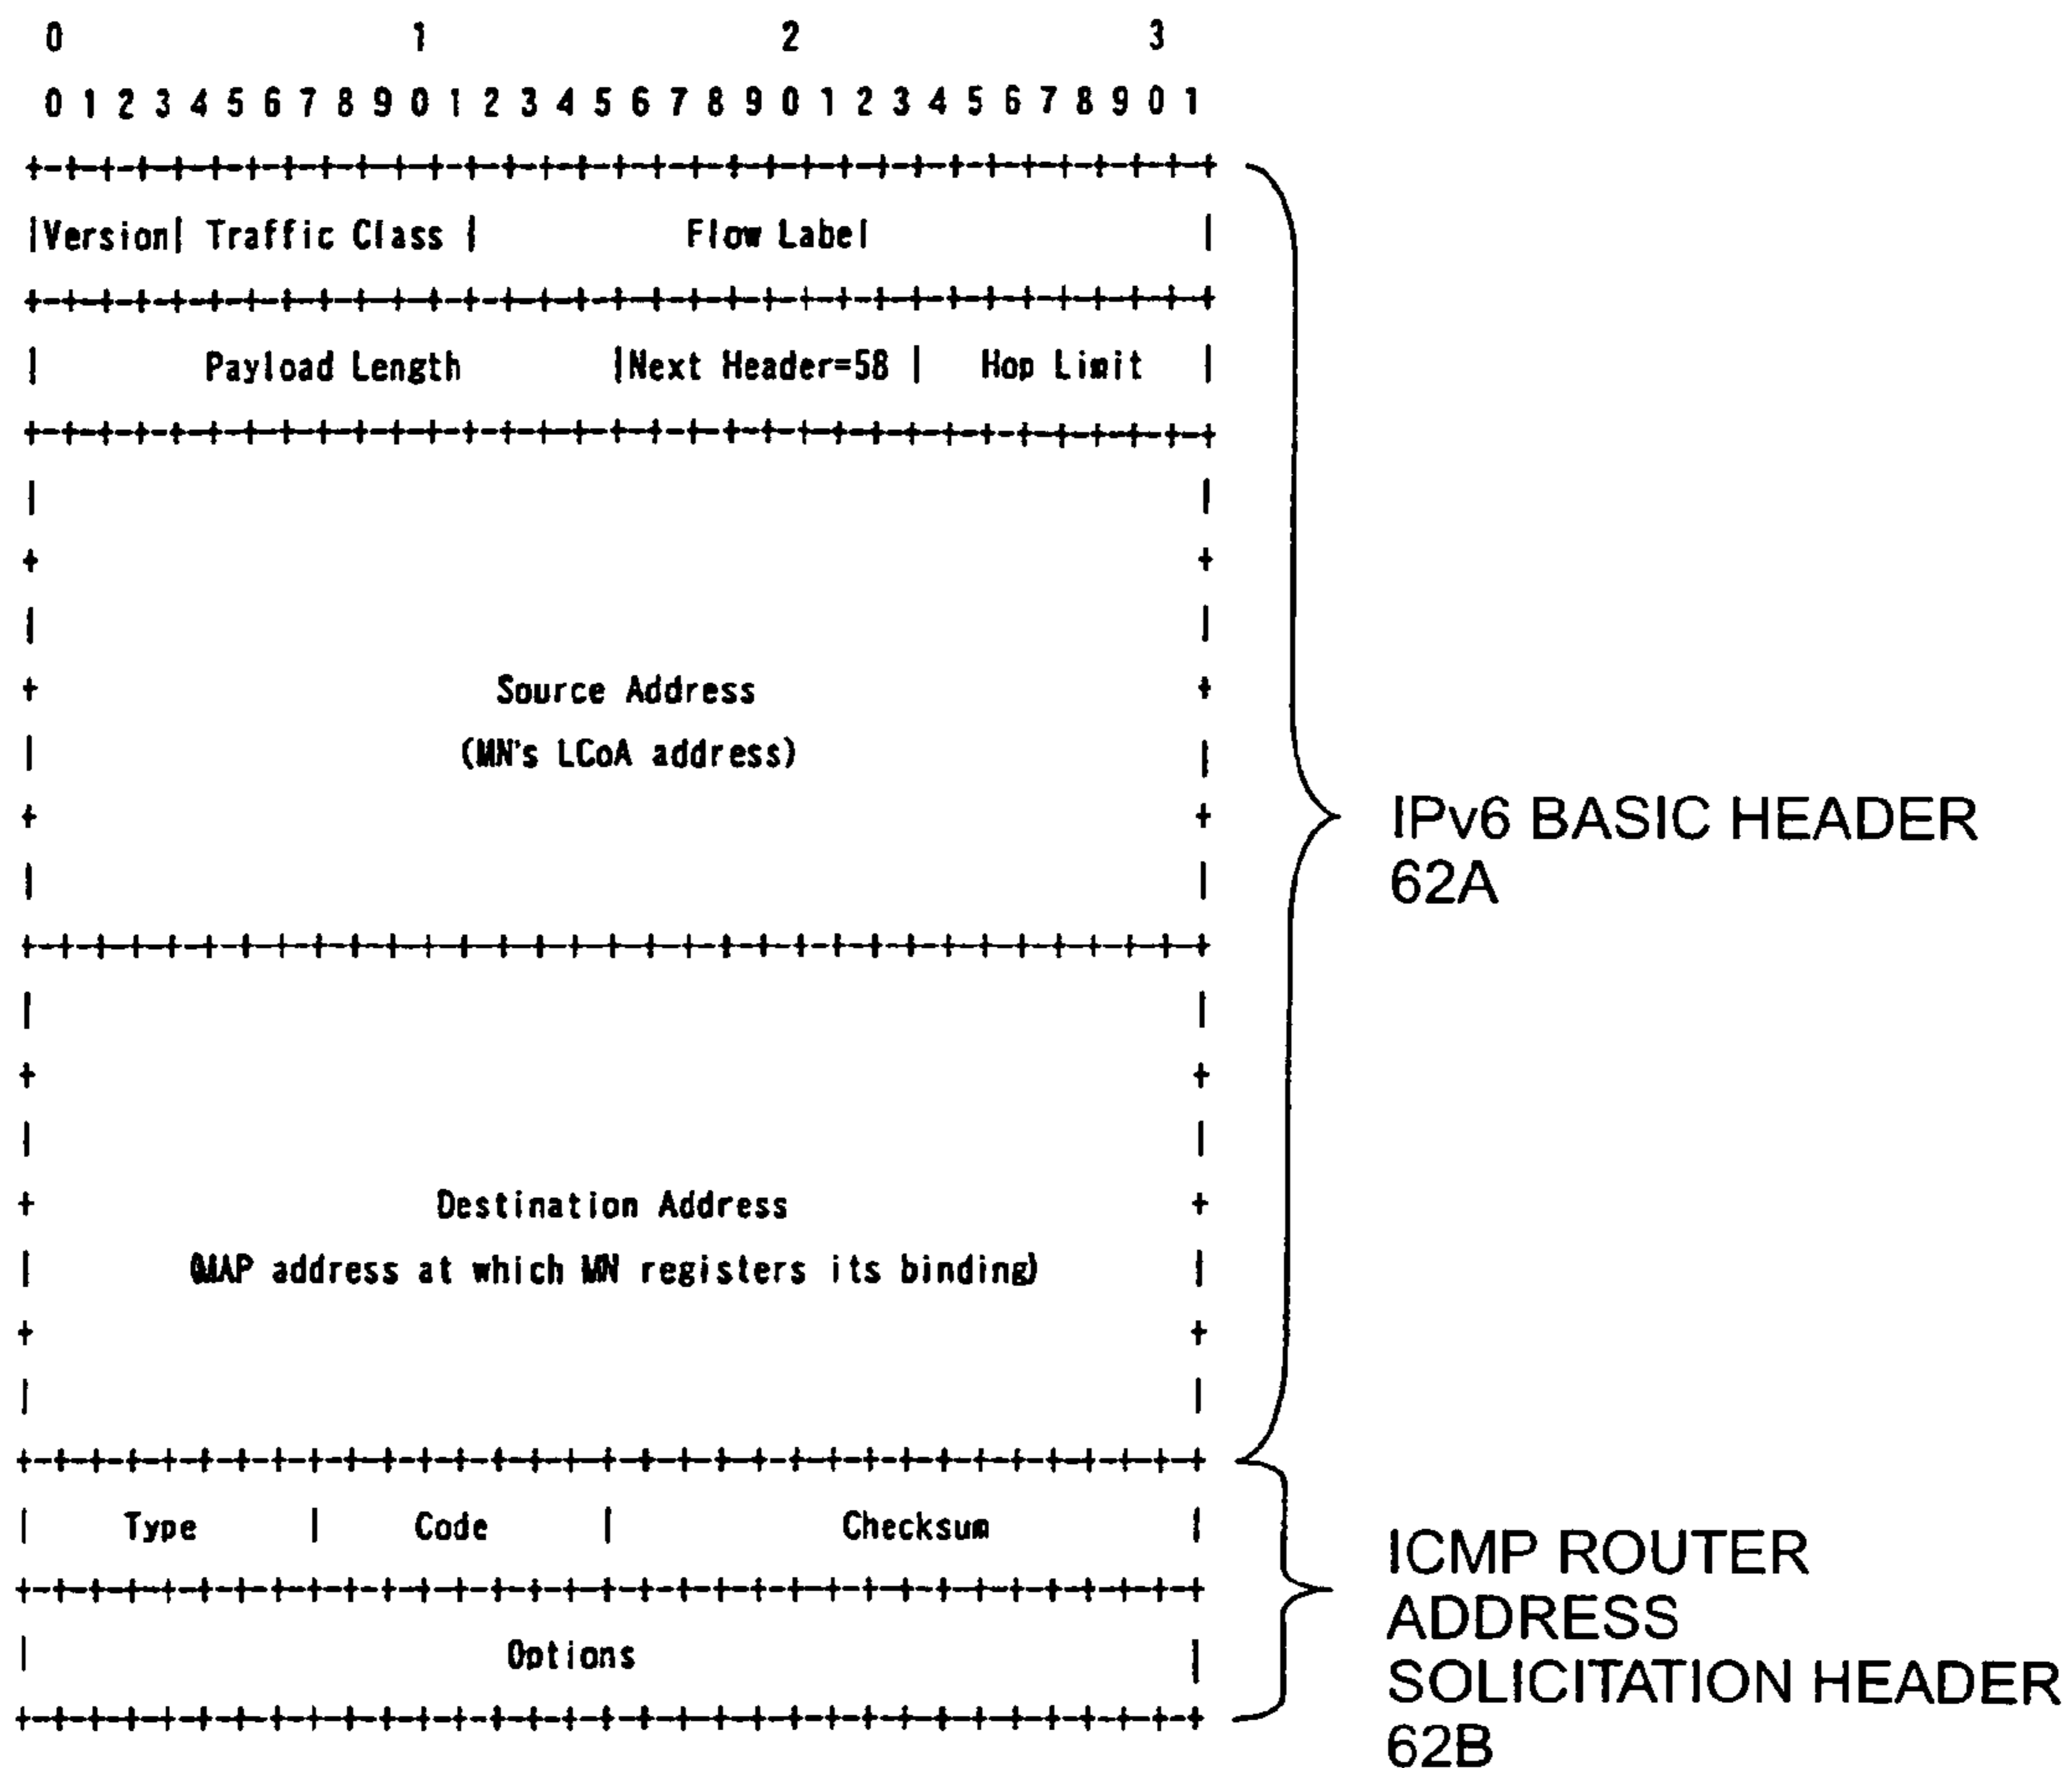 0 1 2 3
0 1 2 3 4 5 6 7 8 9 0 1 2 3 4 5 6 7 8 9 0 1 2 3 4 5 6 7 8 9 0 1
+-+-+-+-+-+-+-+-+-+-+-+-+-+-+-+-+-+-+-+-+-+-+-+-+-+-+-+-+-+-+-+-+
|Version| Traffic Class | Flow Label |
+-+-+-+-+-+-+-+-+-+-+-+-+-+-+-+-+-+-+-+-+-+-+-+-+-+-+-+-+-+-+-+-+
| Payload Length |Next Header=58 | Hop Limit |
+-+-+-+-+-+-+-+-+-+-+-+-+-+-+-+-+-+-+-+-+-+-+-+-+-+-+-+-+-+-+-+-+
| |
+ +
| |
+ Source Address +
| (MN's LCoA address) |
+ +
| |
IPv6 BASIC HEADER
62A
+-+-+-+-+-+-+-+-+-+-+-+-+-+-+-+-+-+-+-+-+-+-+-+-+-+-+-+-+-+-+-+-+
| |
+ +
| |
+ Destination Address +
| (MAP address at which MN registers its binding) |
+ +
| |
+-+-+-+-+-+-+-+-+-+-+-+-+-+-+-+-+-+-+-+-+-+-+-+-+-+-+-+-+-+-+-+-+
| Type | Code | Checksum |
+-+-+-+-+-+-+-+-+-+-+-+-+-+-+-+-+-+-+-+-+-+-+-+-+-+-+-+-+-+-+-+-+
| Options |
+-+-+-+-+-+-+-+-+-+-+-+-+-+-+-+-+-+-+-+-+-+-+-+-+-+-+-+-+-+-+-+-+
ICMP ROUTER
ADDRESS
SOLICITATION HEADER
62B